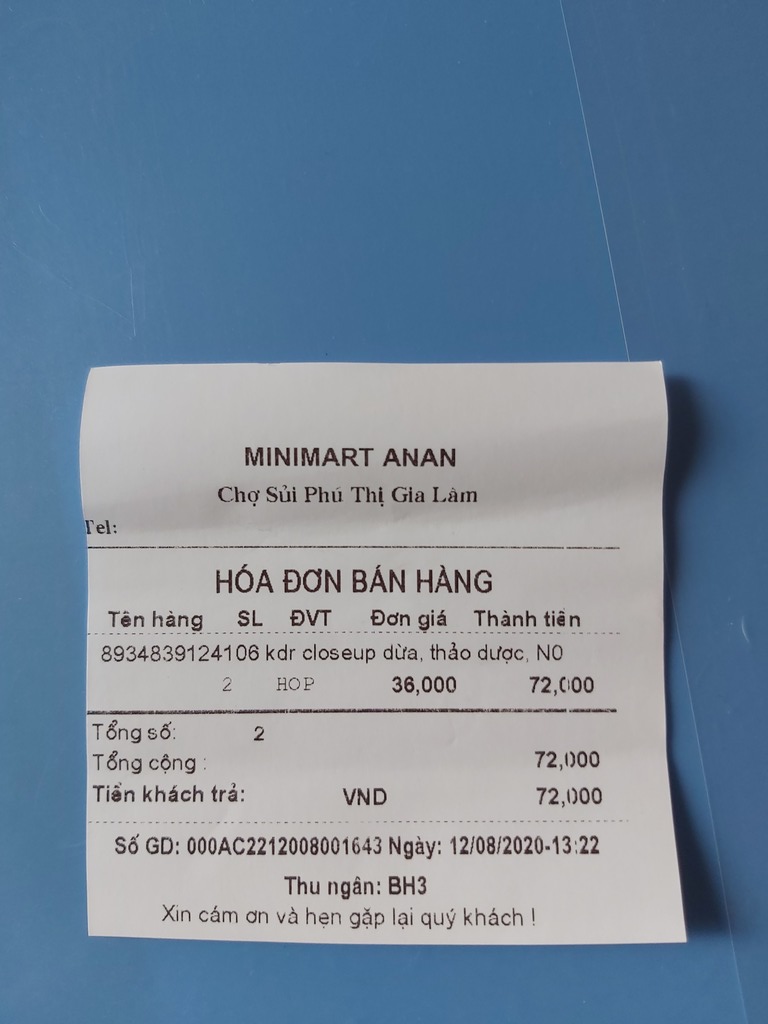 MINIMART ANAN
Chợ Sủi Phú Thị Gia Lâm
Tel:
HÓA ĐƠN BÁN HÀNG
Tên hàng SL ĐVT Đơn giá Thành tiền
8934839124106 kdr closeup dừa, thảo dược, N0
2 HOP 36,000 72,000
Tổng số: 2
Tổng cộng : 72,000
Tiền khách trả: VND 72,000
Số GD: 000AC2212008001643 Ngày: 12/08/2020-13:22
Thu ngân: BH3
Xin cám ơn và hẹn gặp lại quý khách !